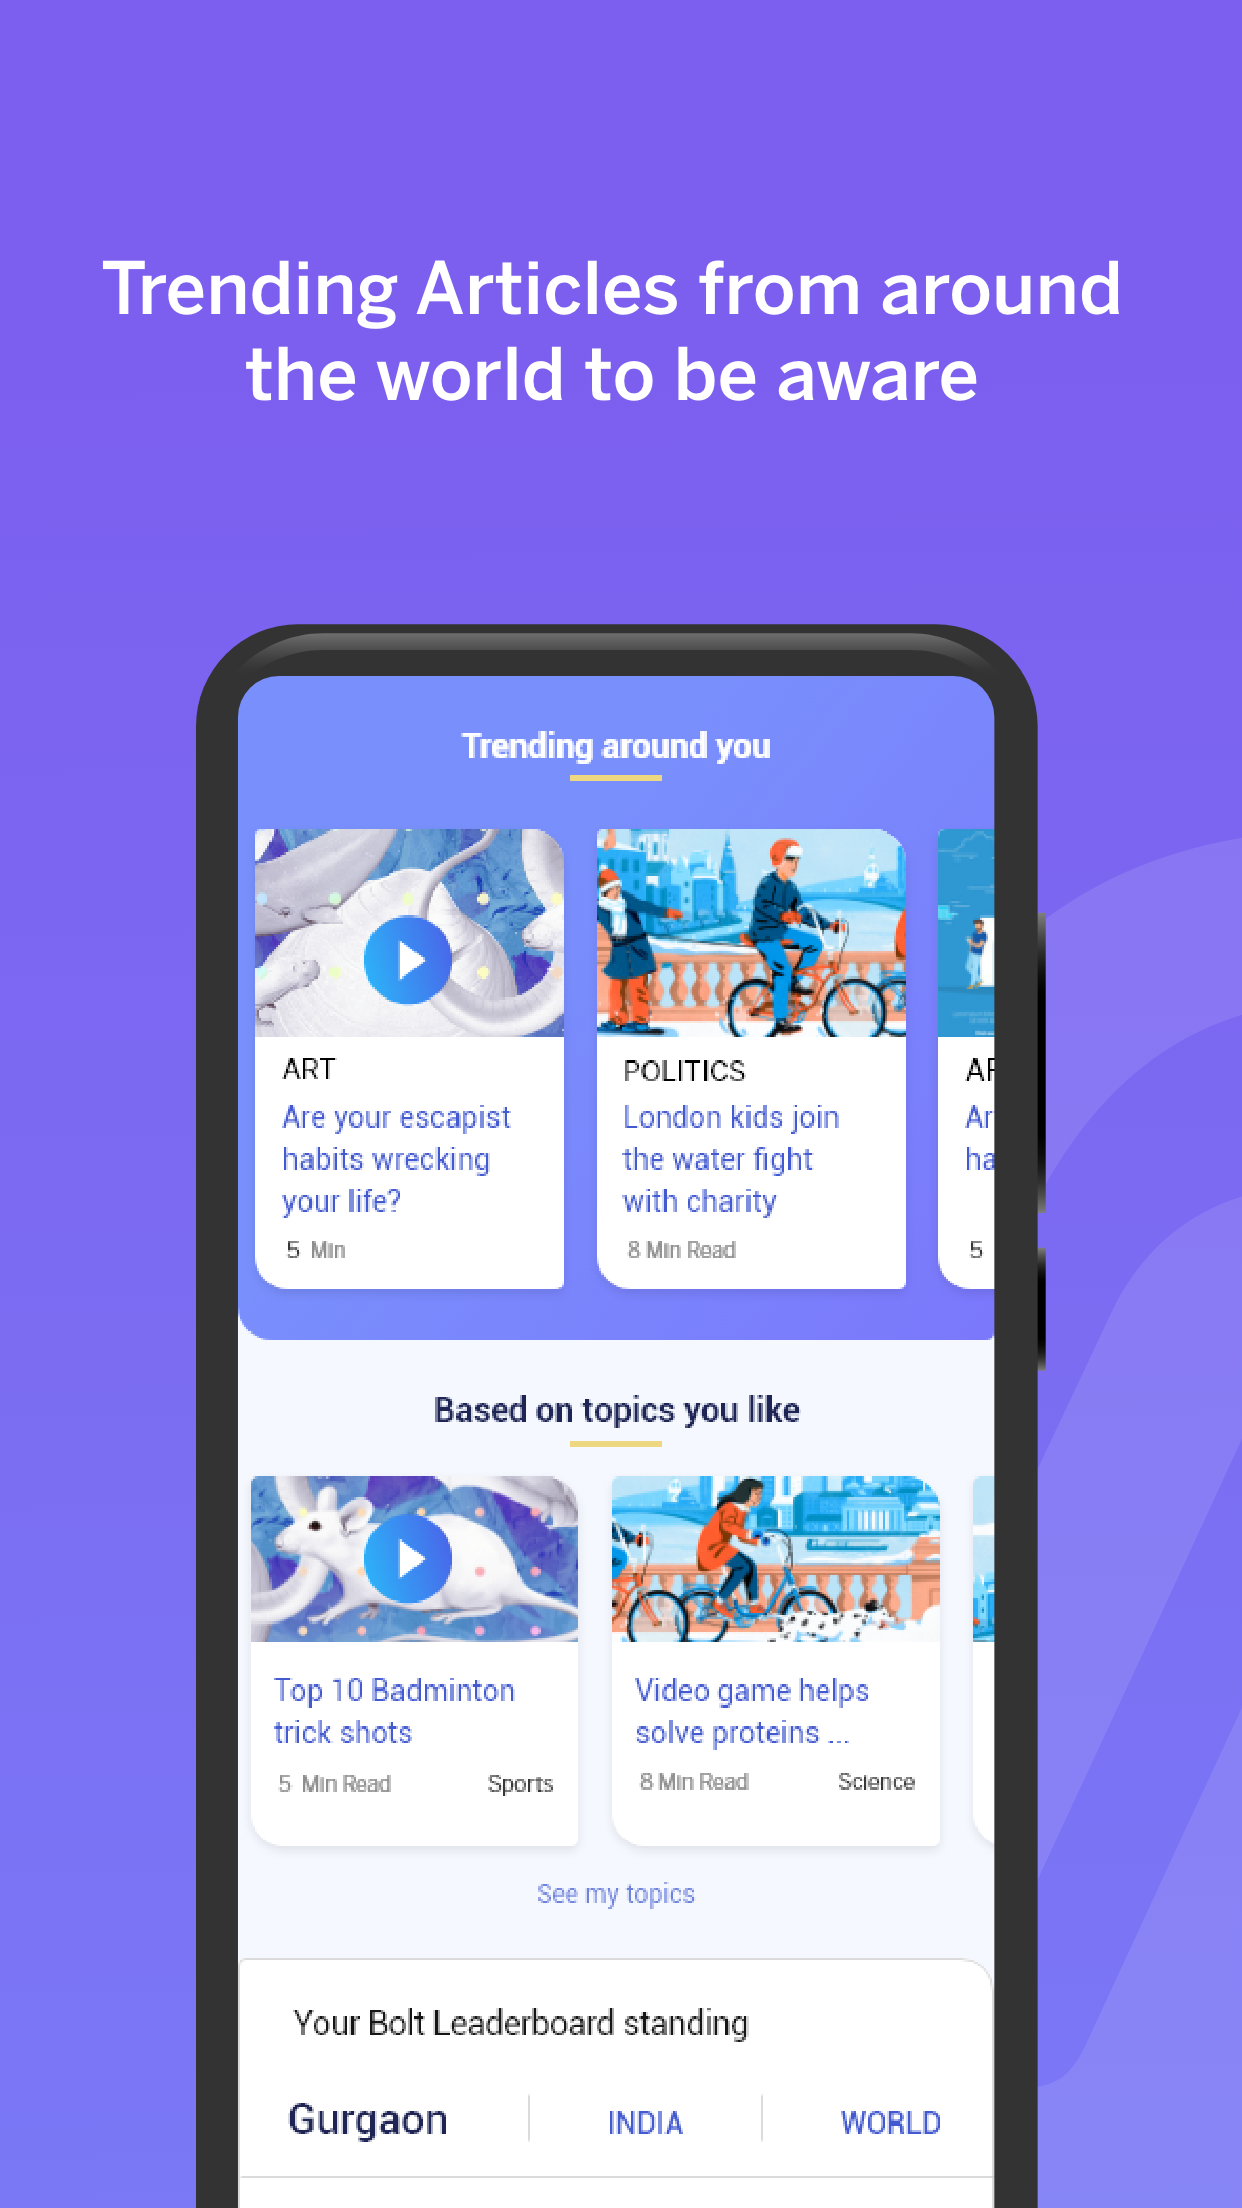 Trending Articles from around
the world to be aware
Trending around you
ART
Are your escapist
habits wrecking
your life?
5 Min
POLITICS
London kids join
the water fight
with charity
8 Min Read
Ar
ha
5
Based on topics you like
Top 10 Badminton
trick shots
5 Min Read
Sports
Video game helps
solve proteins ...
8 Min Read
Science
See my topics
Your Bolt Leaderboard standing
Gurgaon
INDIA
WORLD